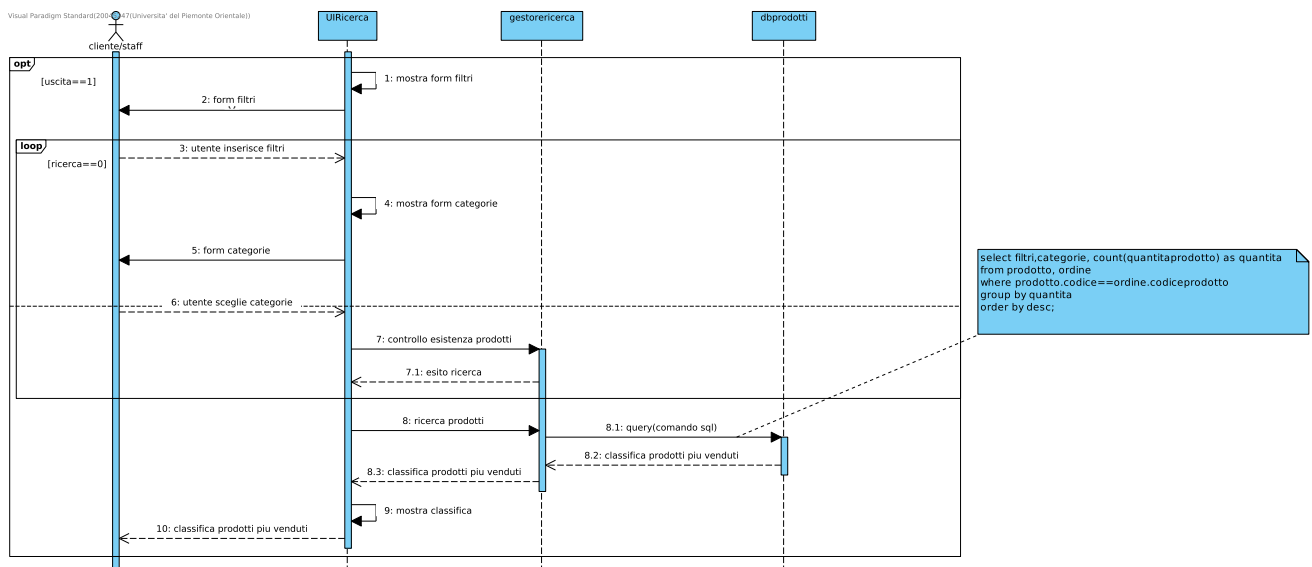 Visual Paradigm Standard(200 47(Universita' del Piemonte Orientale))
cliente/staff
UIRicerca
gestorericerca
dbprodotti
opt
[uscita==1]
1: mostra form filtri
2: form filtri
loop
[ricerca==0]
3: utente inserisce filtri
4: mostra form categorie
5: form categorie
6: utente sceglie categorie
7: controllo esistenza prodotti
7.1: esito ricerca
8: ricerca prodotti
8.1: query(comando sql)
8.2: classifica prodotti piu venduti
8.3: classifica prodotti piu venduti
9: mostra classifica
10: classifica prodotti piu venduti
select filtri,categorie, count(quantitaprodotto) as quantita
from prodotto, ordine
where prodotto.codice==ordine.codiceprodotto
group by quantita
order by desc;